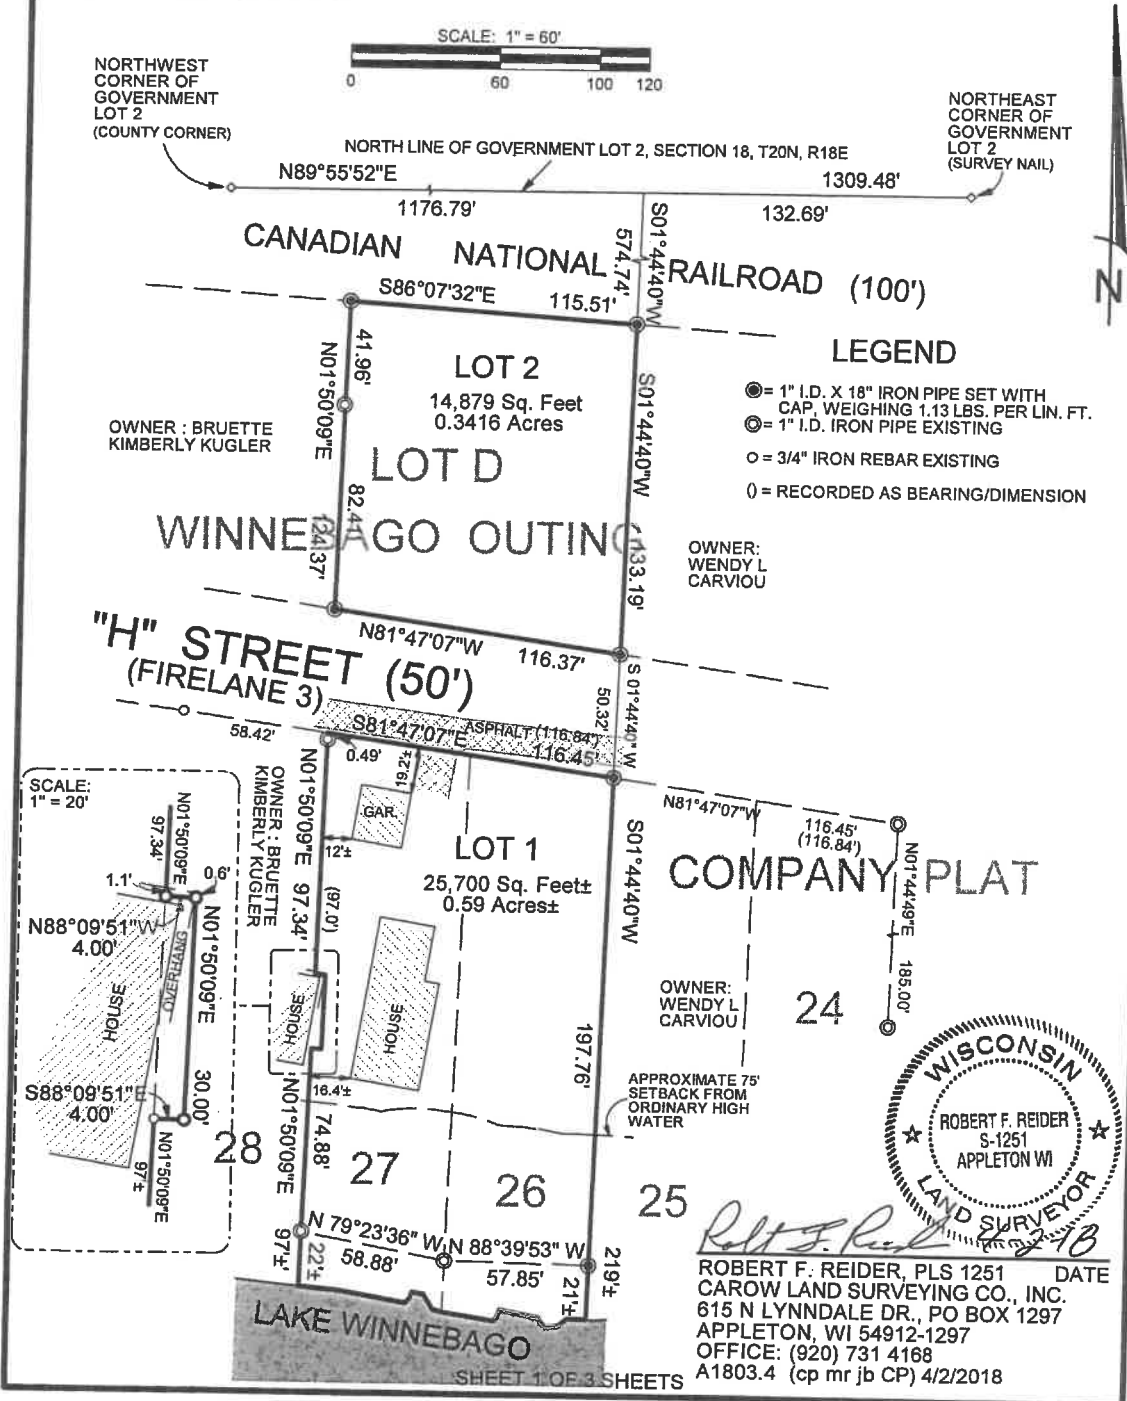 SCALE: 1" = 60'
0 60 100 120
NORTHWEST
CORNER OF
GOVERNMENT
LOT 2
(COUNTY CORNER)
NORTHEAST
CORNER OF
GOVERNMENT
LOT 2
(SURVEY NAIL)
NORTH LINE OF GOVERNMENT LOT 2, SECTION 18, T20N, R18E
N89°55'52"E
1309.48'
1176.79'
132.69'
CANADIAN NATIONAL RAILROAD (100')
S01°44'40"W
574.74'
N
S86°07'32"E 115.51'
LEGEND
= 1" I.D. X 18" IRON PIPE SET WITH
CAP, WEIGHING 1.13 LBS. PER LIN. FT.
= 1" I.D. IRON PIPE EXISTING
= 3/4" IRON REBAR EXISTING
() = RECORDED AS BEARING/DIMENSION
41.96'
N01°50'09"E
82.41'
124.37'
LOT 2
14,879 Sq. Feet
0.3416 Acres
S01°44'40"W
133.19'
OWNER : BRUETTE
KIMBERLY KUGLER
LOT D
WINNEBAGO OUTING
OWNER:
WENDY L
CARVIOU
N81°47'07"W 116.37'
"H" STREET (50')
(FIRELANE 3)
50.32'
S 01°44'40" W
58.42'
S81°47'07"E
ASPHALT (116.84')
116.45'
0.49'
19.2'±
GAR.
12'±
OWNER : BRUETTE
KIMBERLY KUGLER
N01°50'09"E 97.34'
(97.0')
LOT 1
25,700 Sq. Feet±
0.59 Acres±
S01°44'40"W
197.76'
N81°47'07"W
116.45'
(116.84')
COMPANY PLAT
N01°44'49"E
185.00'
OWNER:
WENDY L
CARVIOU
24
SCALE:
1" = 20'
N01°50'09"E
97.34'
1.1'
0.6'
N88°09'51"W
4.00'
OVERHANG
HOUSE
N01°50'09"E
30.00'
S88°09'51"E
4.00'
N01°50'09"E
97'±
HOUSE
HOUSE
16.4'±
N01°50'09"E
74.88'
APPROXIMATE 75'
SETBACK FROM
ORDINARY HIGH
WATER
28
27
26
25
N 79°23'36" W
58.88'
N 88°39'53" W
57.85'
97'±
22'±
21'±
219'±
LAKE WINNEBAGO
WISCONSIN
ROBERT F. REIDER
S-1251
APPLETON WI
LAND SURVEYOR
ROBERT F. REIDER, PLS 1251 DATE
CAROW LAND SURVEYING CO., INC.
615 N LYNNDALE DR., PO BOX 1297
APPLETON, WI 54912-1297
OFFICE: (920) 731 4168
A1803.4 (cp mr jb CP) 4/2/2018
SHEET 1 OF 3 SHEETS